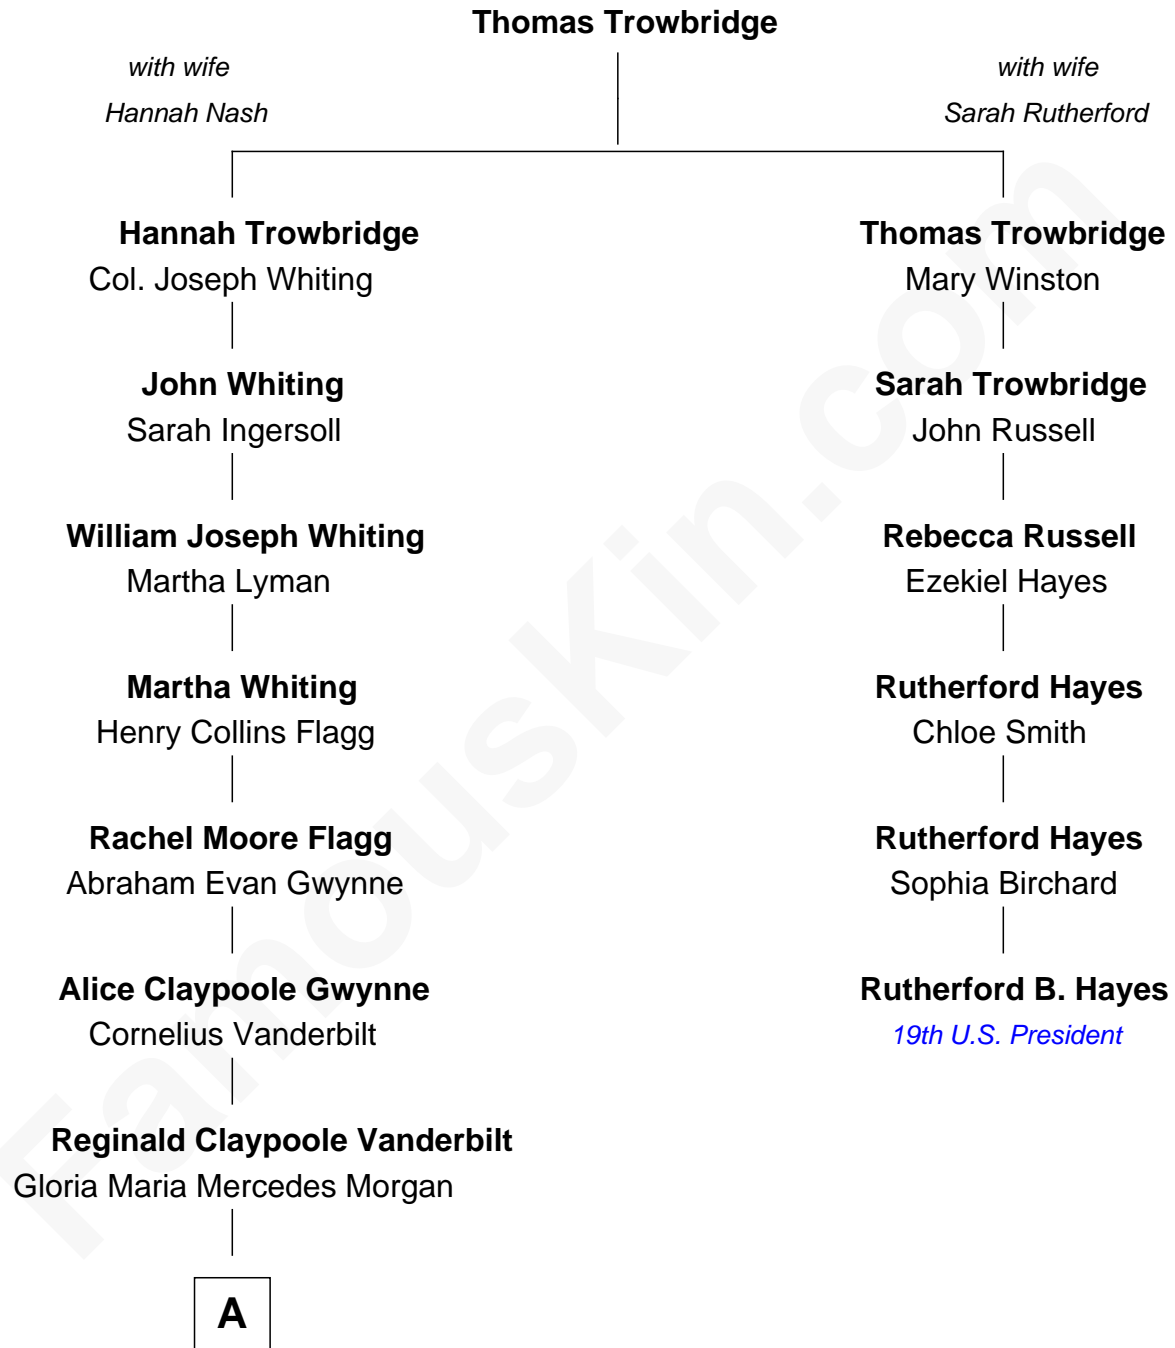 Thomas Trowbridge
with wife
Hannah Nash
with wife
Sarah Rutherford
Hannah Trowbridge
Col. Joseph Whiting
Thomas Trowbridge
Mary Winston
John Whiting
Sarah Ingersoll
Sarah Trowbridge
John Russell
William Joseph Whiting
Martha Lyman
Rebecca Russell
Ezekiel Hayes
Martha Whiting
Henry Collins Flagg
Rutherford Hayes
Chloe Smith
Rachel Moore Flagg
Abraham Evan Gwynne
Rutherford Hayes
Sophia Birchard
Alice Claypoole Gwynne
Cornelius Vanderbilt
Rutherford B. Hayes
19th U.S. President
Reginald Claypoole Vanderbilt
Gloria Maria Mercedes Morgan
A
FamousKin.com